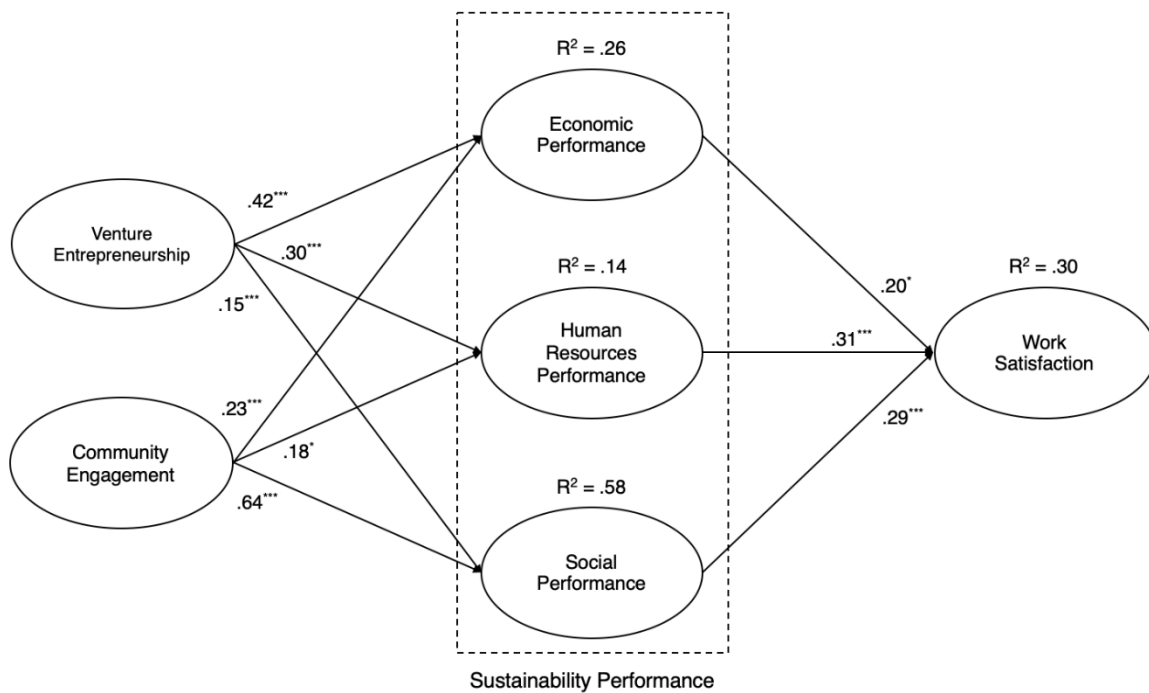 R² = .26
Economic
Performance
.42***
Venture
Entrepreneurship
.30***
R² = .14
R² = .30
.15***
.20*
Human
Resources
Performance
.31***
Work
Satisfaction
.23***
.29***
Community
Engagement
.18*
.64***
R² = .58
Social
Performance
Sustainability Performance